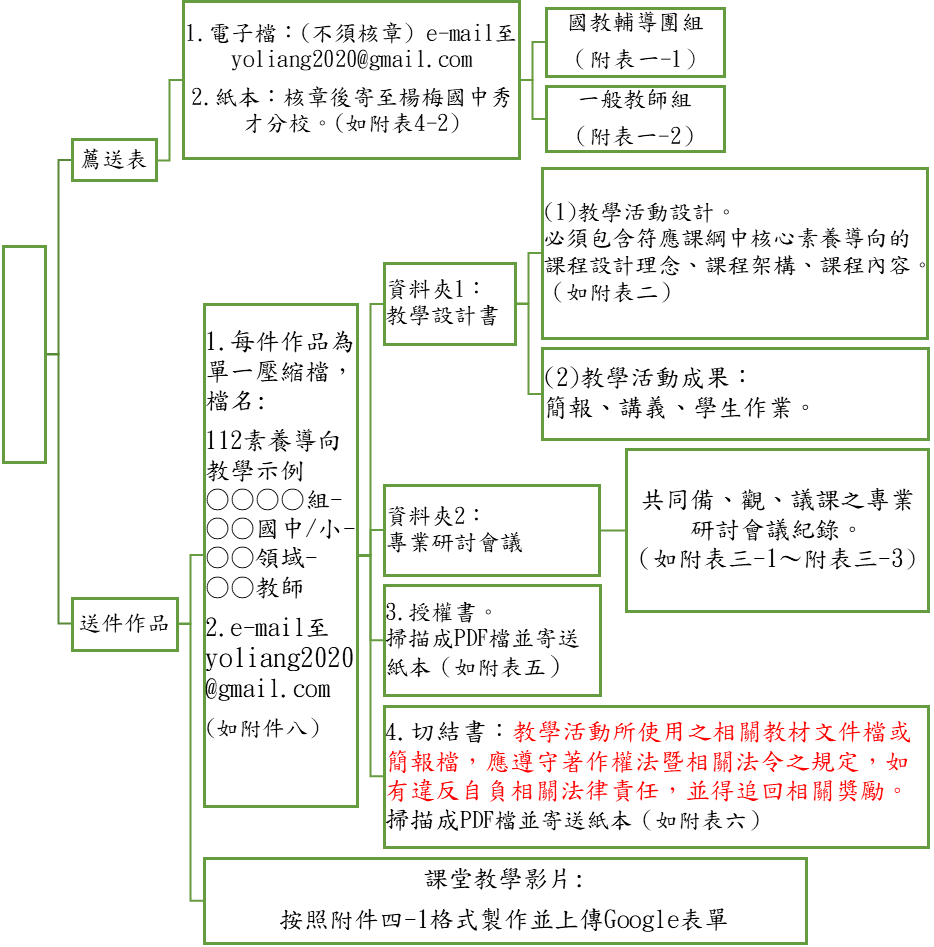 1.電子檔：(不須核章) e-mail至
yoliang2020@gmail.com
2.紙本：核章後寄至楊梅國中秀
才分校。(如附表4-2)
國教輔導團組
（附表一-1）
一般教師組
（附表一-2）
薦送表
(1)教學活動設計。
必須包含符應課綱中核心素養導向的
課程設計理念、課程架構、課程內容。
（如附表二）
資料夾1：
教學設計書
(2)教學活動成果：
簡報、講義、學生作業。
1.每件作品為
單一壓縮檔，
檔名:
112素養導向
教學示例
○○○○組-
○○國中/小-
○○領域-
○○教師
2.e-mail至
yoliang2020
@gmail.com
(如附件八)
資料夾2：
專業研討會議
共同備、觀、議課之專業
研討會議紀錄。
（如附表三-1～附表三-3）
送件作品
3.授權書。
掃描成PDF檔並寄送
紙本（如附表五）
4.切結書：教學活動所使用之相關教材文件檔或
簡報檔，應遵守著作權法暨相關法令之規定，如
有違反自負相關法律責任，並得追回相關獎勵。
掃描成PDF檔並寄送紙本（如附表六）
課堂教學影片:
按照附件四-1格式製作並上傳Google表單